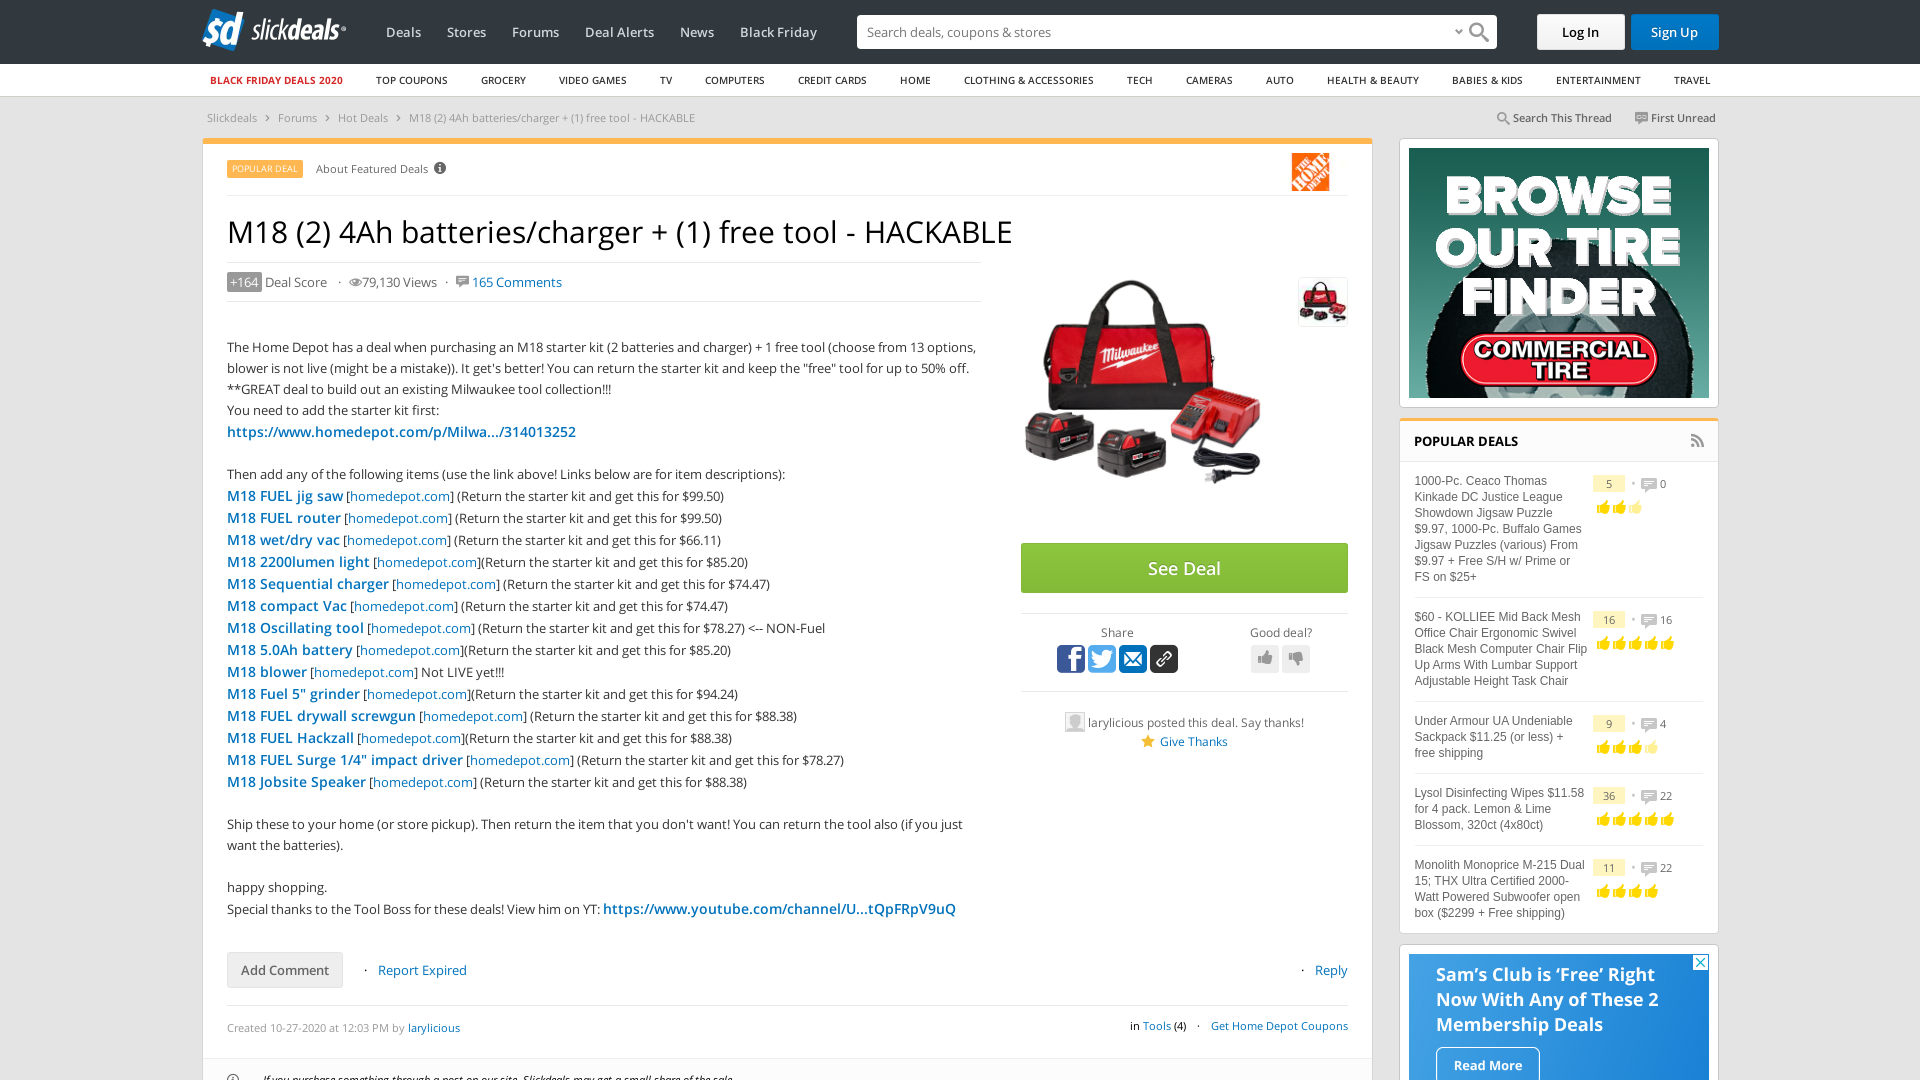 slickdeals
Deals Stores Forums Deal Alerts News Black Friday
Search deals, coupons & stores
Log In Sign Up
BLACK FRIDAY DEALS 2020 TOP COUPONS GROCERY VIDEO GAMES TV COMPUTERS CREDIT CARDS HOME CLOTHING & ACCESSORIES TECH CAMERAS AUTO HEALTH & BEAUTY BABIES & KIDS ENTERTAINMENT TRAVEL
Slickdeals Forums Hot Deals M18 (2) 4Ah batteries/charger + (1) free tool - HACKABLE
Search This Thread First Unread
POPULAR DEAL About Featured Deals
THE HOME DEPOT
M18 (2) 4Ah batteries/charger + (1) free tool - HACKABLE
+164 Deal Score · 79,130 Views · 165 Comments
The Home Depot has a deal when purchasing an M18 starter kit (2 batteries and charger) + 1 free tool (choose from 13 options,
blower is not live (might be a mistake)). It get's better! You can return the starter kit and keep the "free" tool for up to 50% off.
**GREAT deal to build out an existing Milwaukee tool collection!!!
You need to add the starter kit first:
https://www.homedepot.com/p/Milwa.../314013252
Then add any of the following items (use the link above! Links below are for item descriptions):
M18 FUEL jig saw [homedepot.com] (Return the starter kit and get this for $99.50)
M18 FUEL router [homedepot.com] (Return the starter kit and get this for $99.50)
M18 wet/dry vac [homedepot.com] (Return the starter kit and get this for $66.11)
M18 2200lumen light [homedepot.com](Return the starter kit and get this for $85.20)
M18 Sequential charger [homedepot.com] (Return the starter kit and get this for $74.47)
M18 compact Vac [homedepot.com] (Return the starter kit and get this for $74.47)
M18 Oscillating tool [homedepot.com] (Return the starter kit and get this for $78.27) <-- NON-Fuel
M18 5.0Ah battery [homedepot.com](Return the starter kit and get this for $85.20)
M18 blower [homedepot.com] Not LIVE yet!!!
M18 Fuel 5" grinder [homedepot.com](Return the starter kit and get this for $94.24)
M18 FUEL drywall screwgun [homedepot.com] (Return the starter kit and get this for $88.38)
M18 FUEL Hackzall [homedepot.com](Return the starter kit and get this for $88.38)
M18 FUEL Surge 1/4" impact driver [homedepot.com] (Return the starter kit and get this for $78.27)
M18 Jobsite Speaker [homedepot.com] (Return the starter kit and get this for $88.38)
Ship these to your home (or store pickup). Then return the item that you don't want! You can return the tool also (if you just
want the batteries).
happy shopping.
Special thanks to the Tool Boss for these deals! View him on YT: https://www.youtube.com/channel/U...tQpFRpV9uQ
Milwaukee
See Deal
Share Good deal?
larylicious posted this deal. Say thanks!
Give Thanks
Add Comment · Report Expired · Reply
Created 10-27-2020 at 12:03 PM by larylicious
in Tools (4) · Get Home Depot Coupons
If you purchase something through a post on our site, Slickdeals may get a small share of the sale.
BROWSE
OUR TIRE
FINDER
COMMERCIAL
TIRE
POPULAR DEALS
1000-Pc. Ceaco Thomas
Kinkade DC Justice League
Showdown Jigsaw Puzzle
$9.97, 1000-Pc. Buffalo Games
Jigsaw Puzzles (various) From
$9.97 + Free S/H w/ Prime or
FS on $25+
5 • 0
$60 - KOLLIEE Mid Back Mesh
Office Chair Ergonomic Swivel
Black Mesh Computer Chair Flip
Up Arms With Lumbar Support
Adjustable Height Task Chair
16 • 16
Under Armour UA Undeniable
Sackpack $11.25 (or less) +
free shipping
9 • 4
Lysol Disinfecting Wipes $11.58
for 4 pack. Lemon & Lime
Blossom, 320ct (4x80ct)
36 • 22
Monolith Monoprice M-215 Dual
15; THX Ultra Certified 2000-
Watt Powered Subwoofer open
box ($2299 + Free shipping)
11 • 22
Sam's Club is 'Free' Right
Now With Any of These 2
Membership Deals
Read More